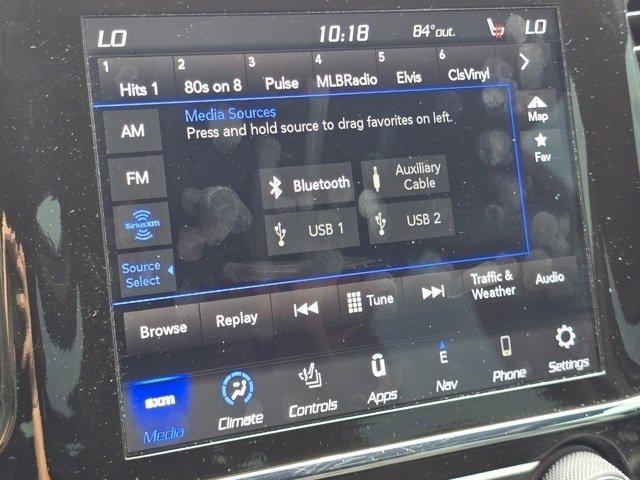 LO 10:18 84°out. LO
1 2 3 4 5 6
Hits 1 80s on 8 Pulse MLBRadio Elvis ClsVinyl
Media Sources
Press and hold source to drag favorites on left.
AM
FM
SiriusXM
Source
Select
Bluetooth
Auxiliary
Cable
USB 1
USB 2
Map
Fav
Browse
Replay
Tune
Traffic &
Weather
Audio
sxm
Media
Climate
Controls
Apps
E
Nav
Phone
Settings